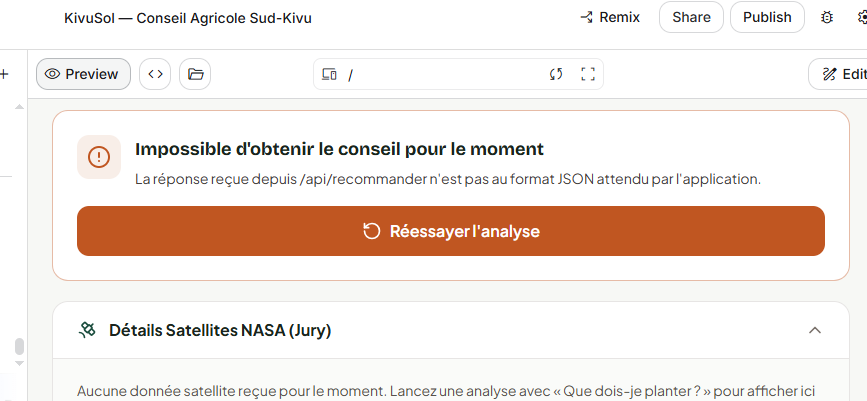 KivuSol — Conseil Agricole Sud-Kivu
Remix
Share
Publish
Preview
/
Edit
Impossible d'obtenir le conseil pour le moment
La réponse reçue depuis /api/recommander n'est pas au format JSON attendu par l'application.
Réessayer l'analyse
Détails Satellites NASA (Jury)
Aucune donnée satellite reçue pour le moment. Lancez une analyse avec « Que dois-je planter ? » pour afficher ici